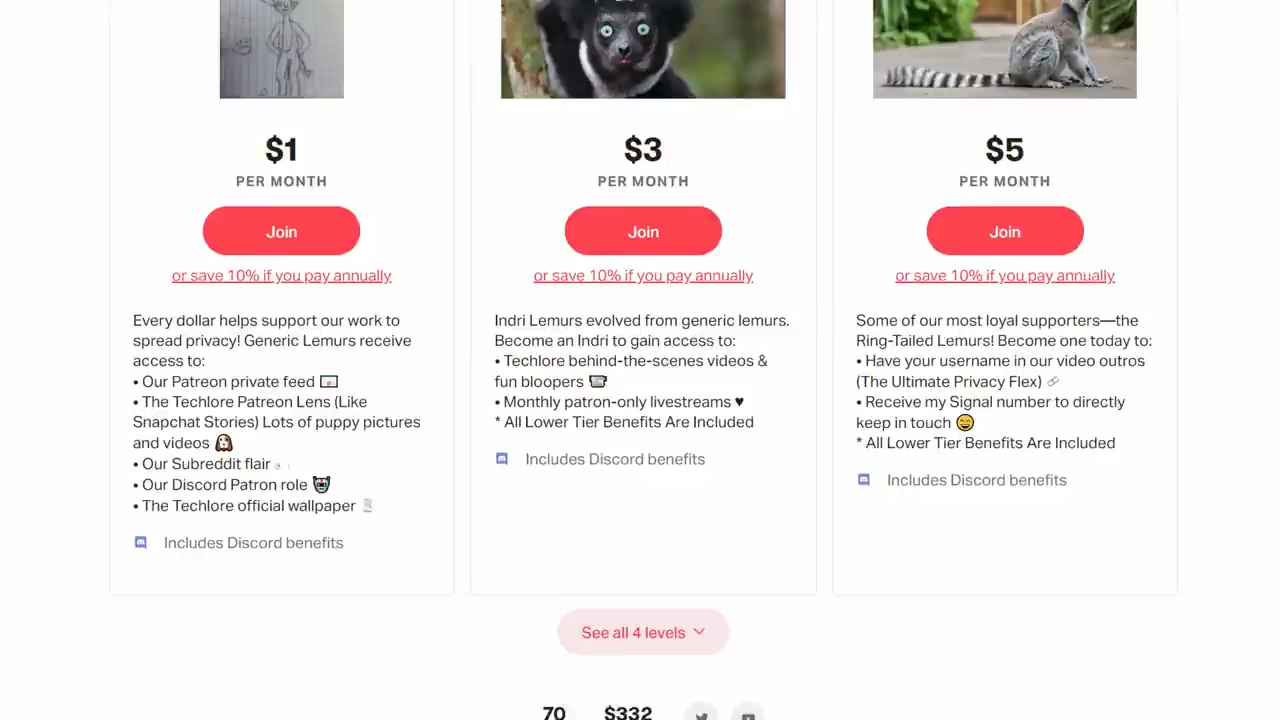 $1
PER MONTH
Join
or save 10% if you pay annually
Every dollar helps support our work to
spread privacy! Generic Lemurs receive
access to:
• Our Patreon private feed
• The Techlore Patreon Lens (Like
Snapchat Stories) Lots of puppy pictures
and videos
• Our Subreddit flair
• Our Discord Patron role
• The Techlore official wallpaper
Includes Discord benefits
$3
PER MONTH
Join
or save 10% if you pay annually
Indri Lemurs evolved from generic lemurs.
Become an Indri to gain access to:
• Techlore behind-the-scenes videos &
fun bloopers
• Monthly patron-only livestreams ♥
* All Lower Tier Benefits Are Included
Includes Discord benefits
$5
PER MONTH
Join
or save 10% if you pay annually
Some of our most loyal supporters—the
Ring-Tailed Lemurs! Become one today to:
• Have your username in our video outros
(The Ultimate Privacy Flex)
• Receive my Signal number to directly
keep in touch 😄
* All Lower Tier Benefits Are Included
Includes Discord benefits
See all 4 levels
70
$332